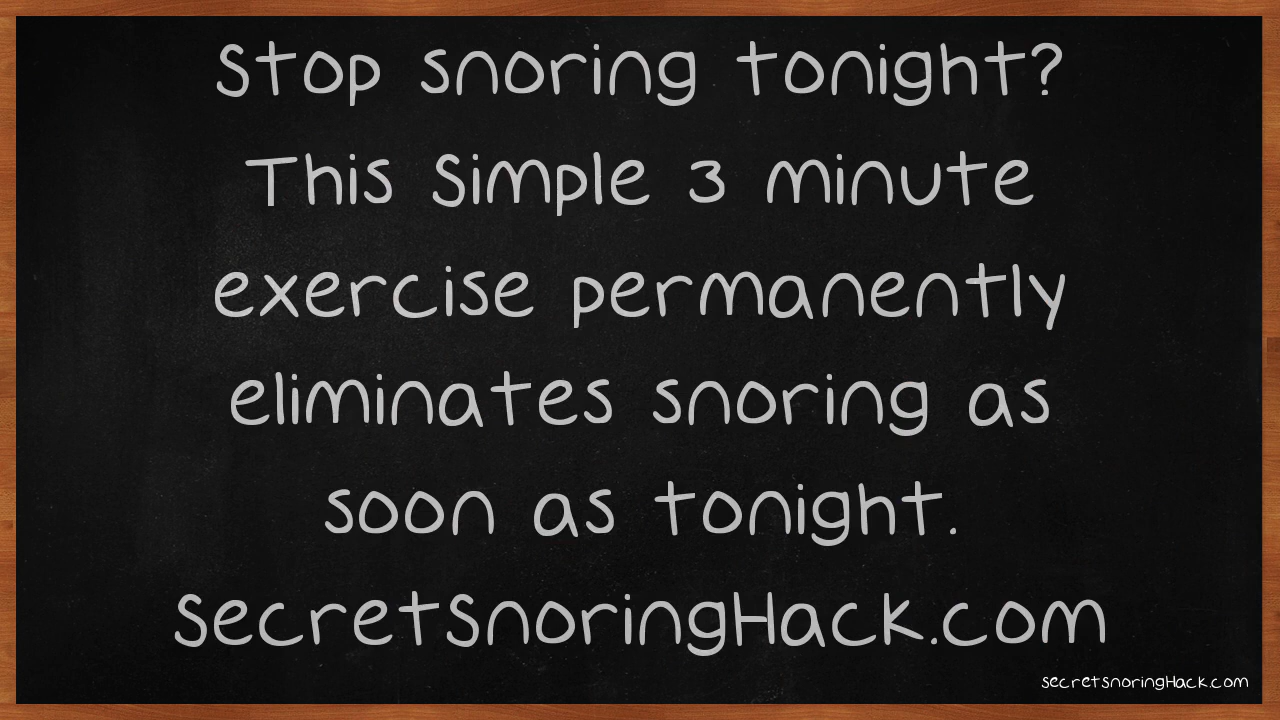 Stop snoring tonight?
This Simple 3 minute
exercise permanently
eliminates snoring as
soon as tonight.
SecretSnoringHack.com
secretsnoringHack.com